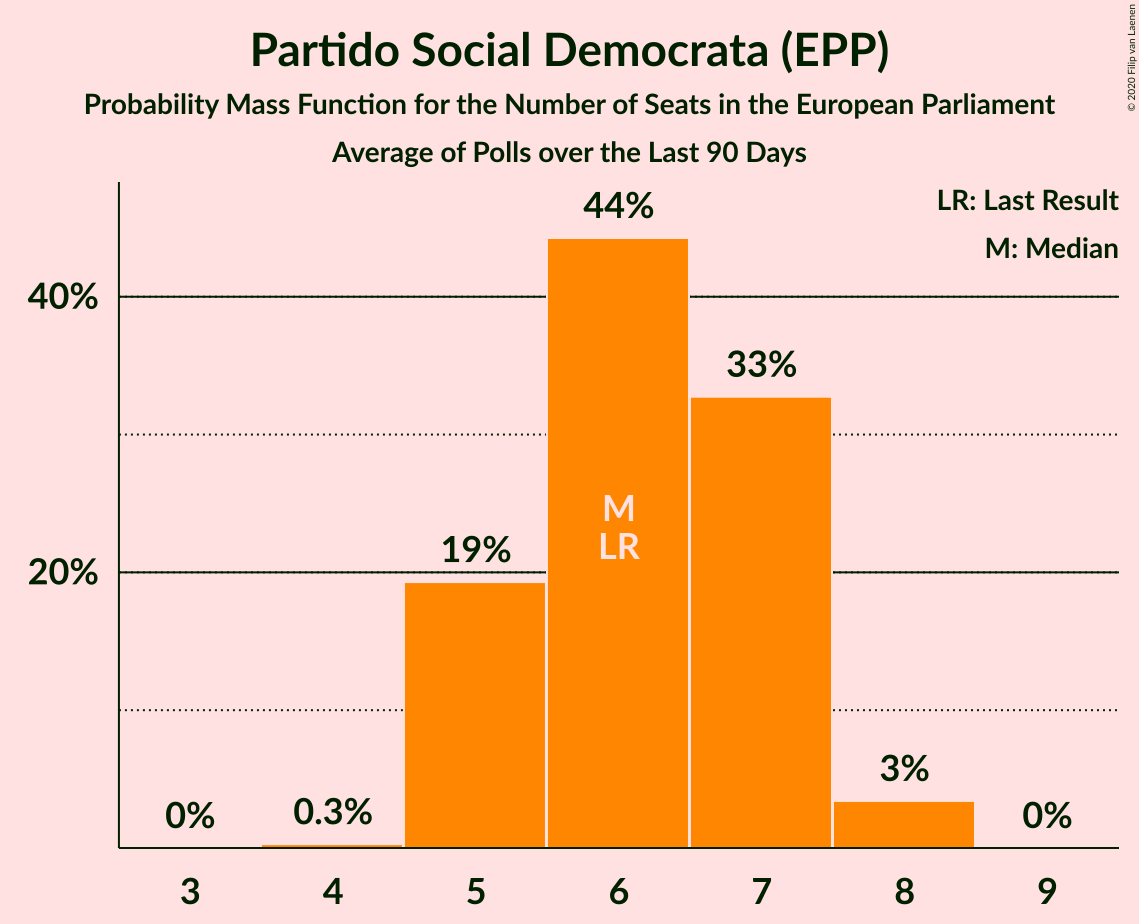 Partido Social Democrata (EPP)
Probability Mass Function for the Number of Seats in the European Parliament
Average of Polls over the Last 90 Days
© 2020 Filip van Laenen
LR: Last Result
M: Median
40%
20%
0%
0.3%
19%
44%
33%
3%
0%
M
LR
3
4
5
6
7
8
9